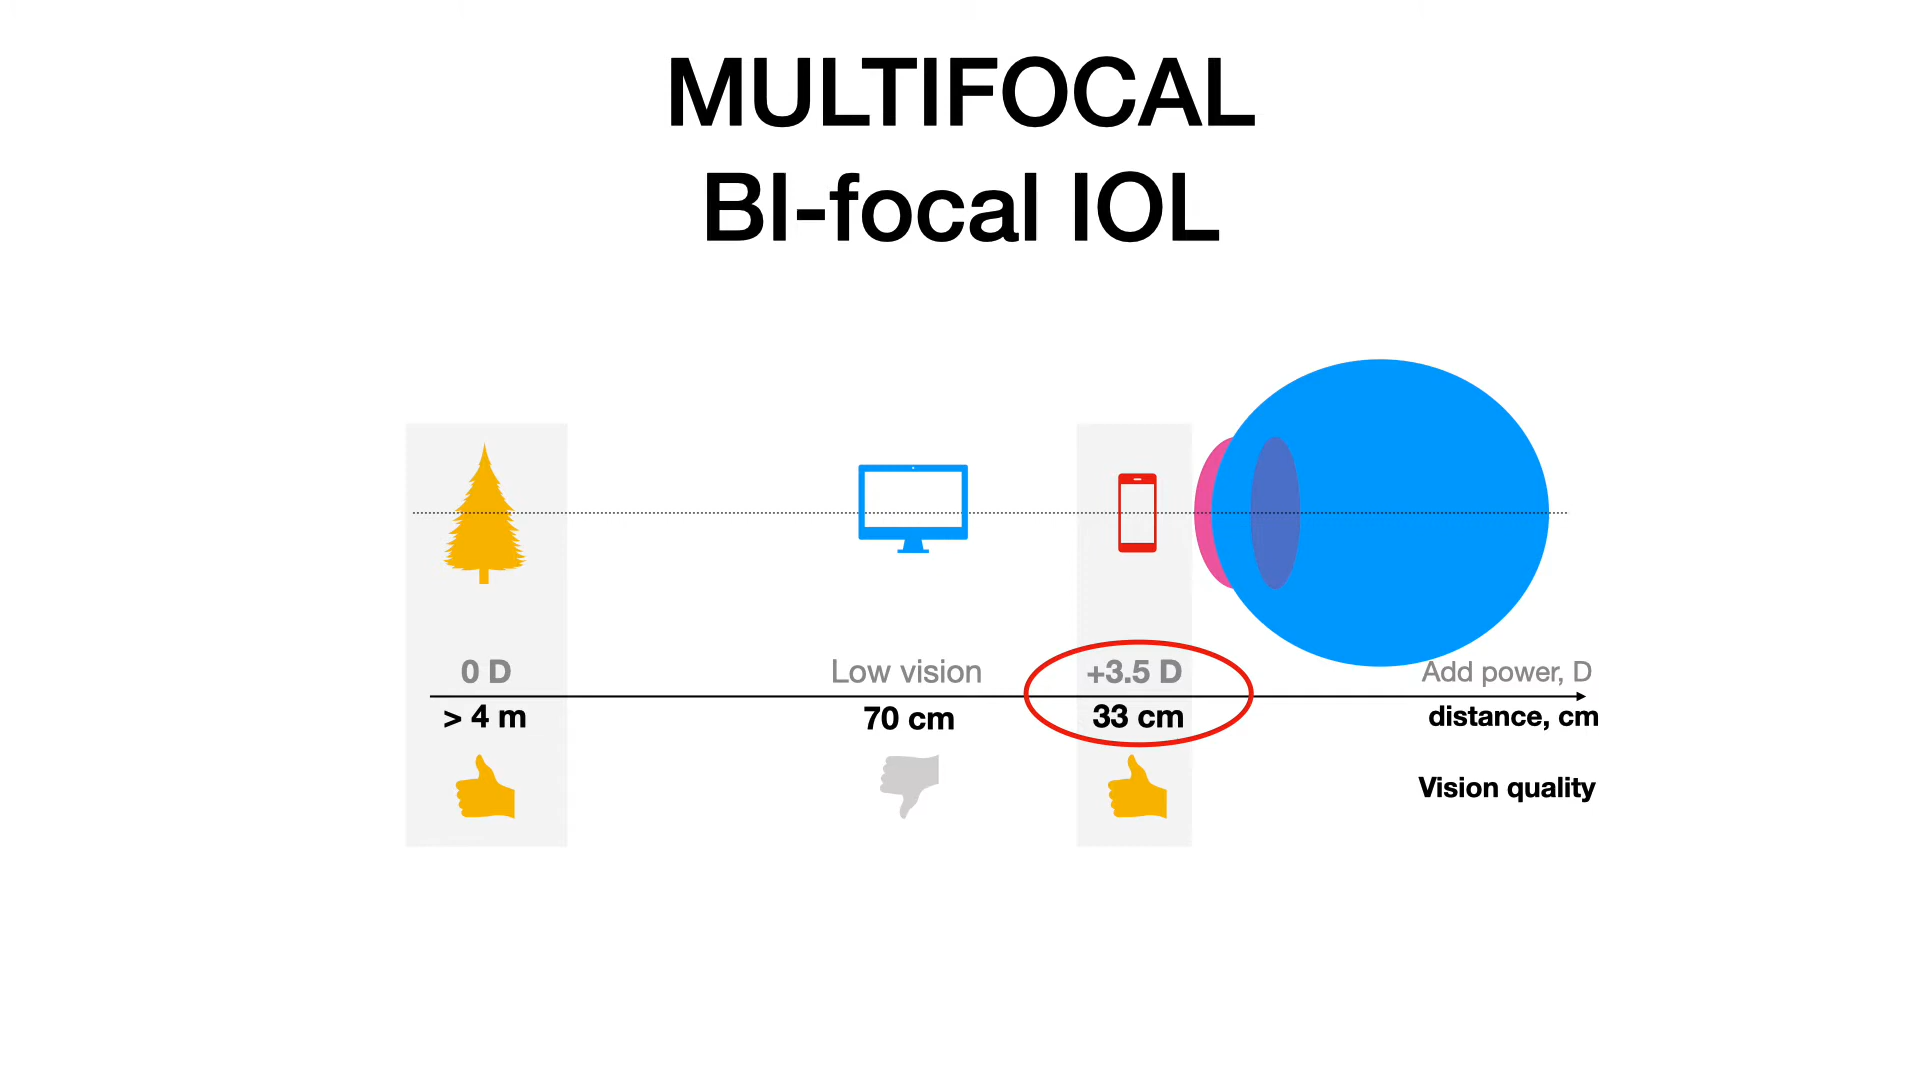 MULTIFOCAL
BI-focal IOL
0 D
Low vision
+3.5 D
Add power, D
> 4 m
70 cm
33 cm
distance, cm
Vision quality